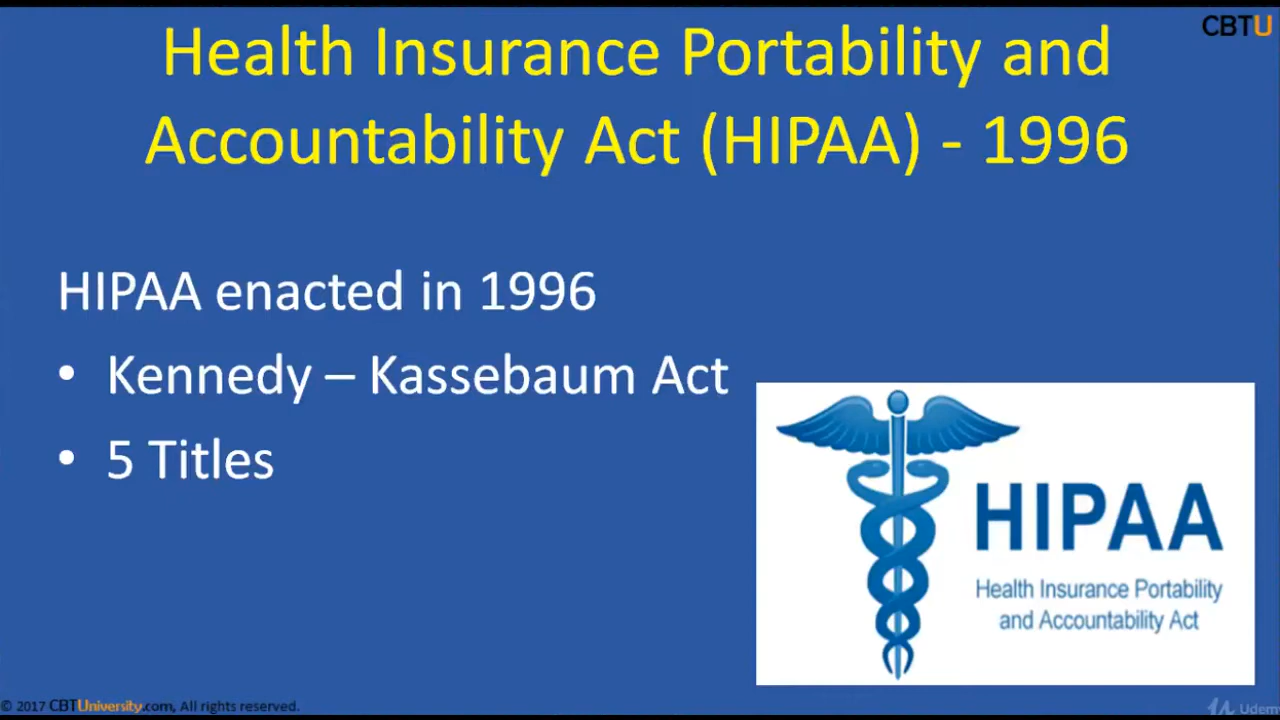 CBTU
Health Insurance Portability and
Accountability Act (HIPAA) - 1996
HIPAA enacted in 1996
• Kennedy – Kassebaum Act
• 5 Titles
HIPAA
Health Insurance Portability
and Accountability Act
© 2017 CBTUniversity.com, All rights reserved.
Udem